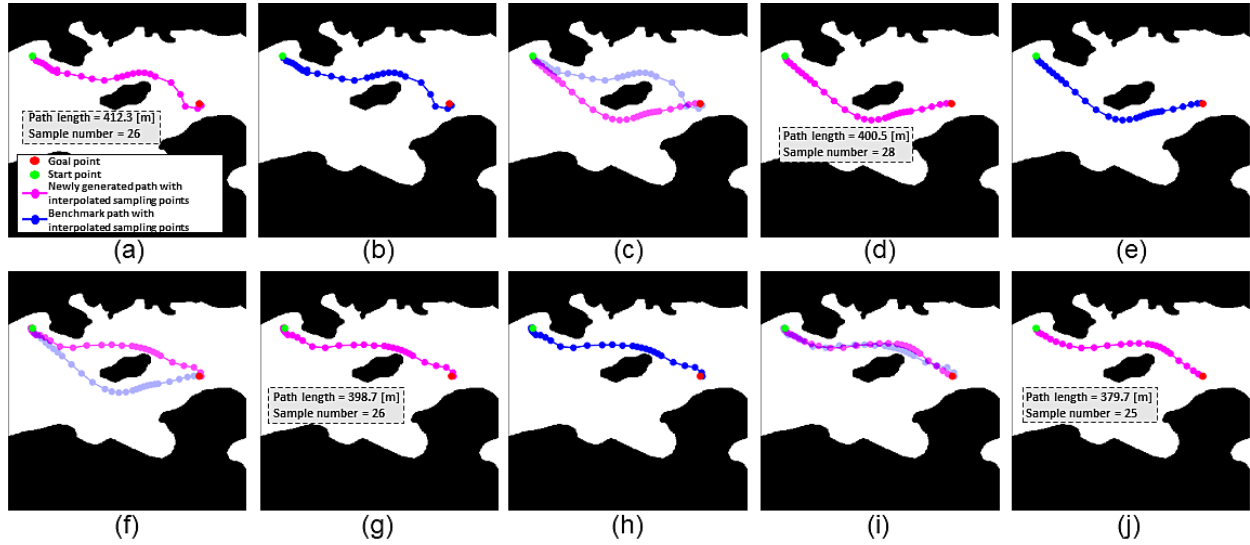 Path length = 412.3 [m]
Sample number = 26
Goal point
Start point
Newly generated path with
interpolated sampling points
Benchmark path with
interpolated sampling points
Path length = 400.5 [m]
Sample number = 28
(a)
(b)
(c)
(d)
(e)
Path length = 398.7 [m]
Sample number = 26
Path length = 379.7 [m]
Sample number = 25
(f)
(g)
(h)
(i)
(j)